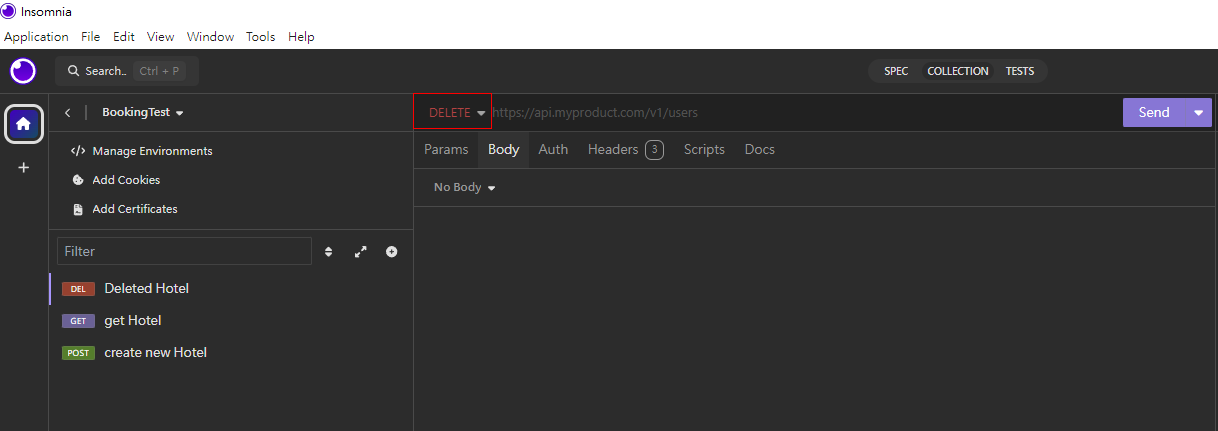 Insomnia
Application File Edit View Window Tools Help
Search.. Ctrl + P SPEC COLLECTION TESTS
BookingTest DELETE https://api.myproduct.com/v1/users Send
Manage Environments
Params Body Auth Headers 3 Scripts Docs
Add Cookies
No Body
Add Certificates
Filter
DEL Deleted Hotel
GET get Hotel
POST create new Hotel